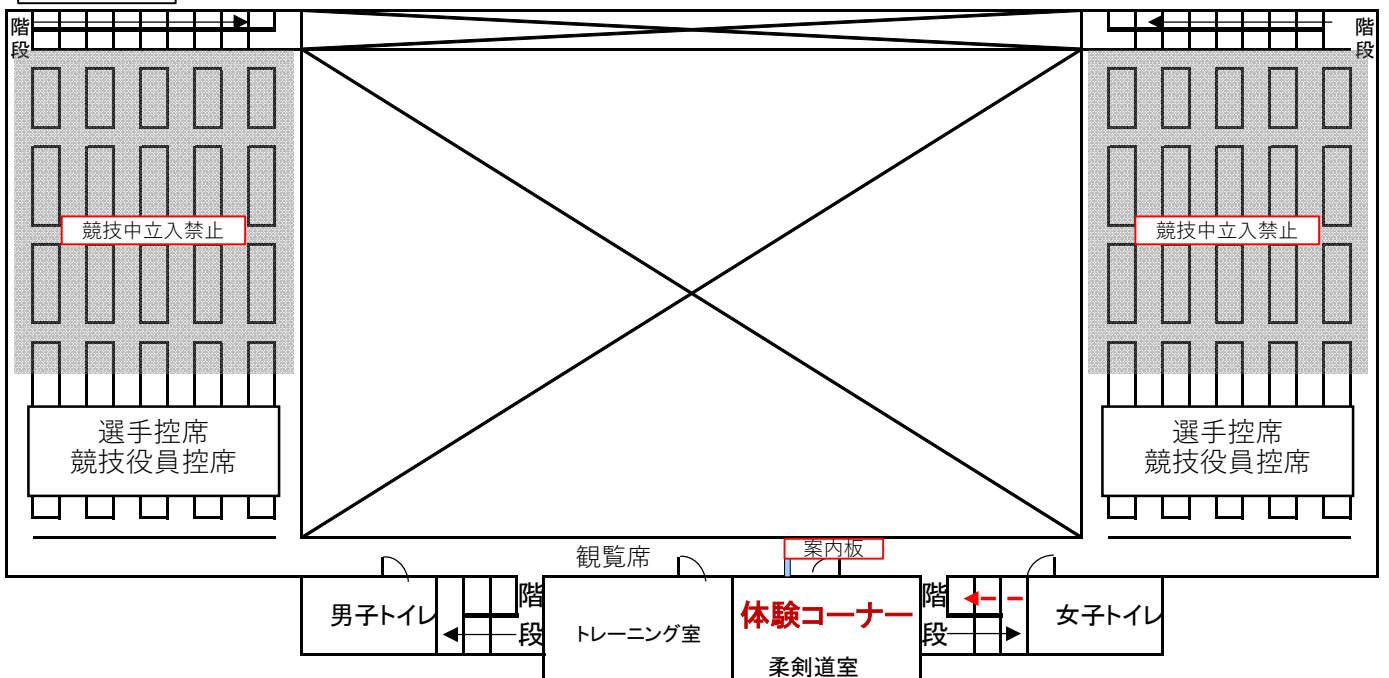 階
段
階
段
競技中立入禁止
競技中立入禁止
選手控席
競技役員控席
選手控席
競技役員控席
観覧席
案内板
男子トイレ
階
段
トレーニング室
体験コーナー
柔剣道室
階
段
女子トイレ